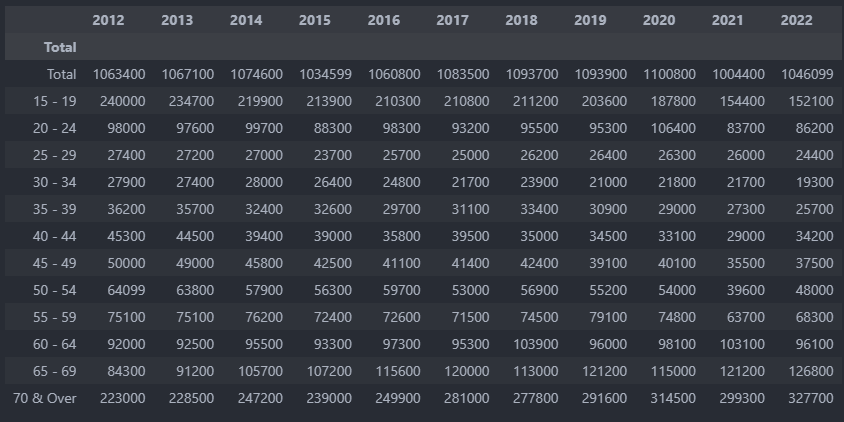 2012 2013 2014 2015 2016 2017 2018 2019 2020 2021 2022
Total
Total 1063400 1067100 1074600 1034599 1060800 1083500 1093700 1093900 1100800 1004400 1046099
15 - 19 240000 234700 219900 213900 210300 210800 211200 203600 187800 154400 152100
20 - 24 98000 97600 99700 88300 98300 93200 95500 95300 106400 83700 86200
25 - 29 27400 27200 27000 23700 25700 25000 26200 26400 26300 26000 24400
30 - 34 27900 27400 28000 26400 24800 21700 23900 21000 21800 21700 19300
35 - 39 36200 35700 32400 32600 29700 31100 33400 30900 29000 27300 25700
40 - 44 45300 44500 39400 39000 35800 39500 35000 34500 33100 29000 34200
45 - 49 50000 49000 45800 42500 41100 41400 42400 39100 40100 35500 37500
50 - 54 64099 63800 57900 56300 59700 53000 56900 55200 54000 39600 48000
55 - 59 75100 75100 76200 72400 72600 71500 74500 79100 74800 63700 68300
60 - 64 92000 92500 95500 93300 97300 95300 103900 96000 98100 103100 96100
65 - 69 84300 91200 105700 107200 115600 120000 113000 121200 115000 121200 126800
70 & Over 223000 228500 247200 239000 249900 281000 277800 291600 314500 299300 327700